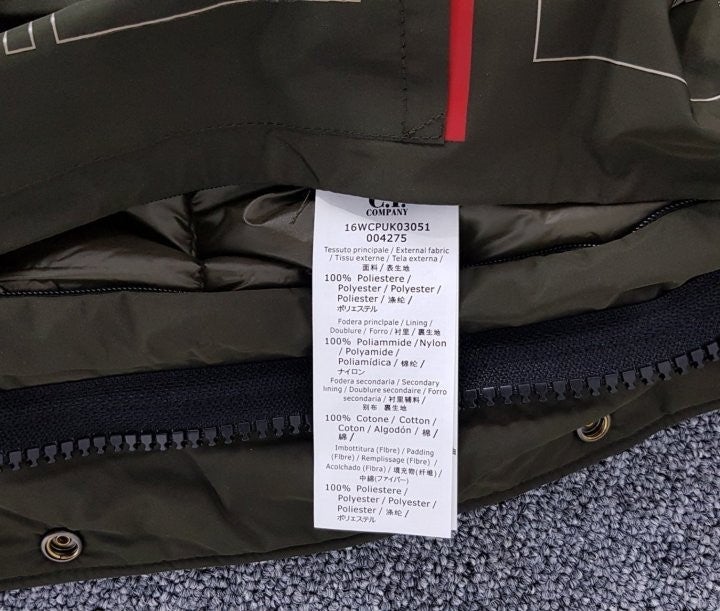 C.P.
COMPANY
16WCPUK03051
004275
Tessuto principale / External fabric
/ Tissu externe / Tela externa /
面料 / 表生地
100% Poliestere /
Polyester / Polyester /
Poliester / 涤纶 /
ポリエステル
Fodera principale / Lining /
Doublure / Forro / 衬里 / 裏生地
100% Poliammide /Nylon
/ Polyamide /
Poliamídica / 锦纶 /
ナイロン
Fodera secondaria / Secondary
lining / Doublure secondaire / Forro
secondaria / 衬里辅料 /
別布 裏生地
100% Cotone / Cotton /
Coton / Algodón / 棉 /
綿 /
Imbottitura (Fibre) / Padding
(Fibre) / Remplissage (Fibre) /
Acolchado (Fibra) / 填充物(纤维) /
中綿(ファイバー)
100% Poliestere /
Polyester / Polyester /
Poliester / 涤纶 /
ポリエステル